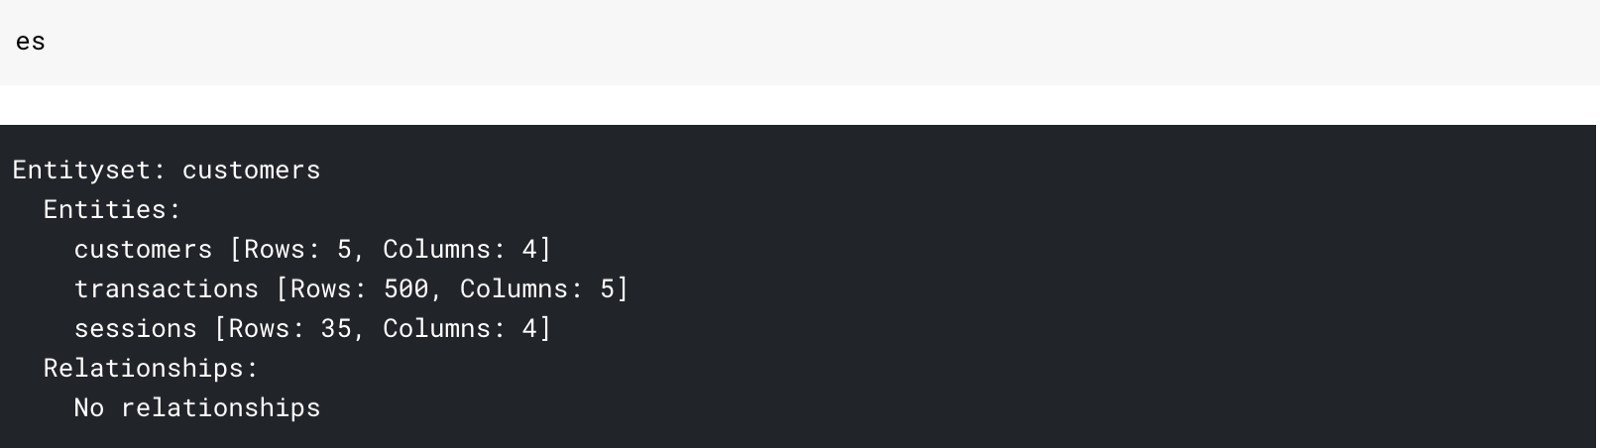 es
Entityset: customers
  Entities:
    customers [Rows: 5, Columns: 4]
    transactions [Rows: 500, Columns: 5]
    sessions [Rows: 35, Columns: 4]
  Relationships:
    No relationships